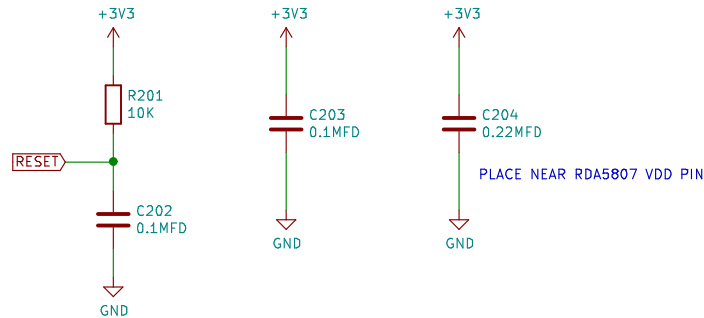 +3V3
+3V3
+3V3
R201
10K
C203
0.1MFD
C204
0.22MFD
RESET
PLACE NEAR RDA5807 VDD PIN
C202
0.1MFD
GND
GND
GND